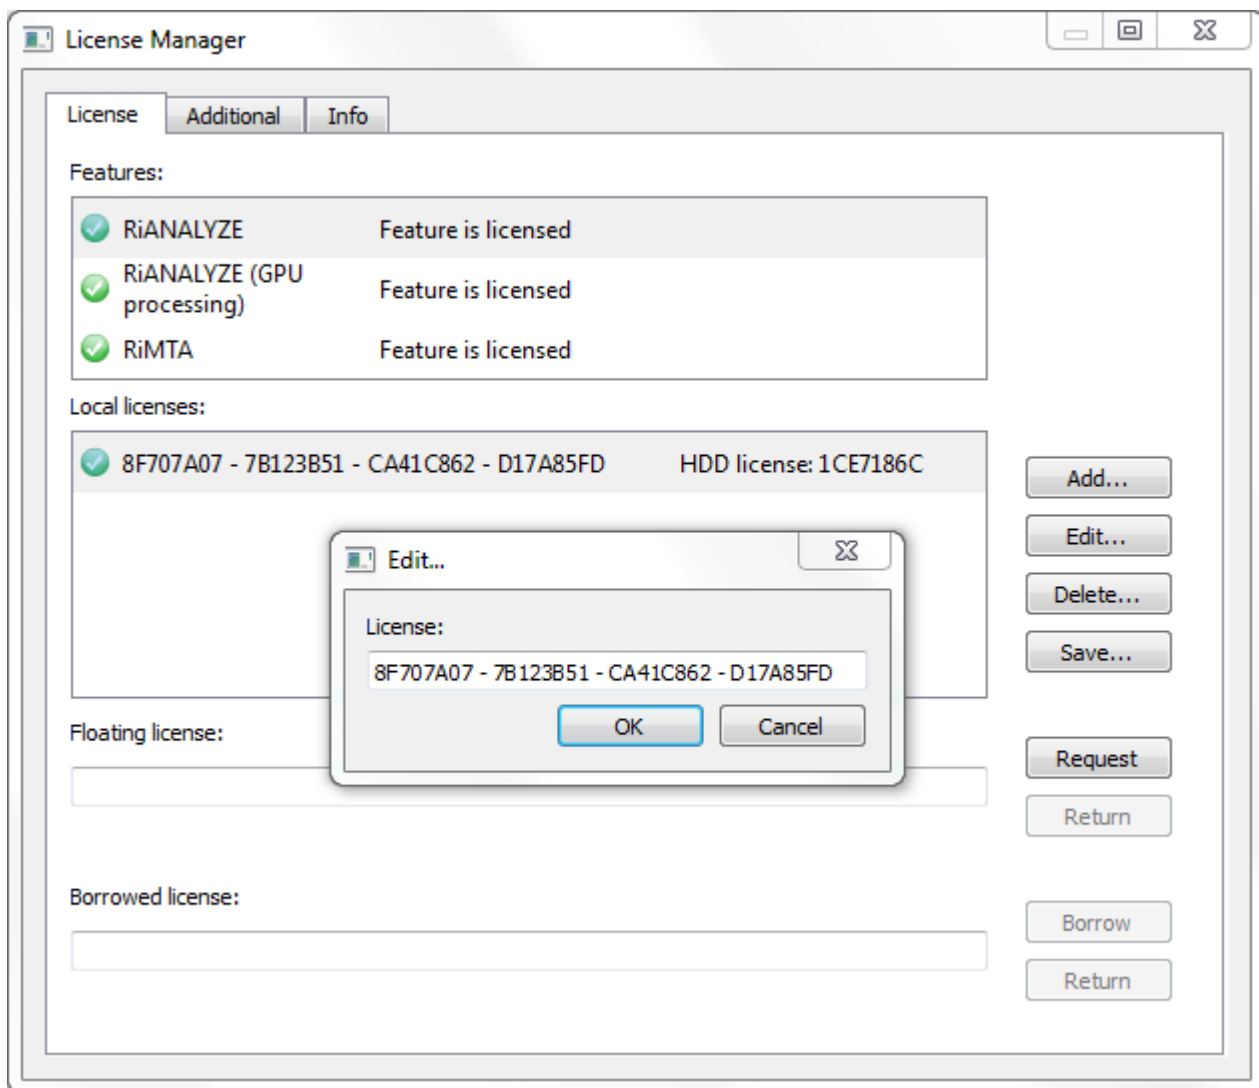 License Manager
License Additional Info
Features:
RiANALYZE Feature is licensed
RiANALYZE (GPU processing) Feature is licensed
RiMTA Feature is licensed
Local licenses:
8F707A07 - 7B123B51 - CA41C862 - D17A85FD HDD license: 1CE7186C
Add...
Edit...
Delete...
Save...
Edit...
License:
8F707A07 - 7B123B51 - CA41C862 - D17A85FD
OK Cancel
Floating license:
Request
Return
Borrowed license:
Borrow
Return